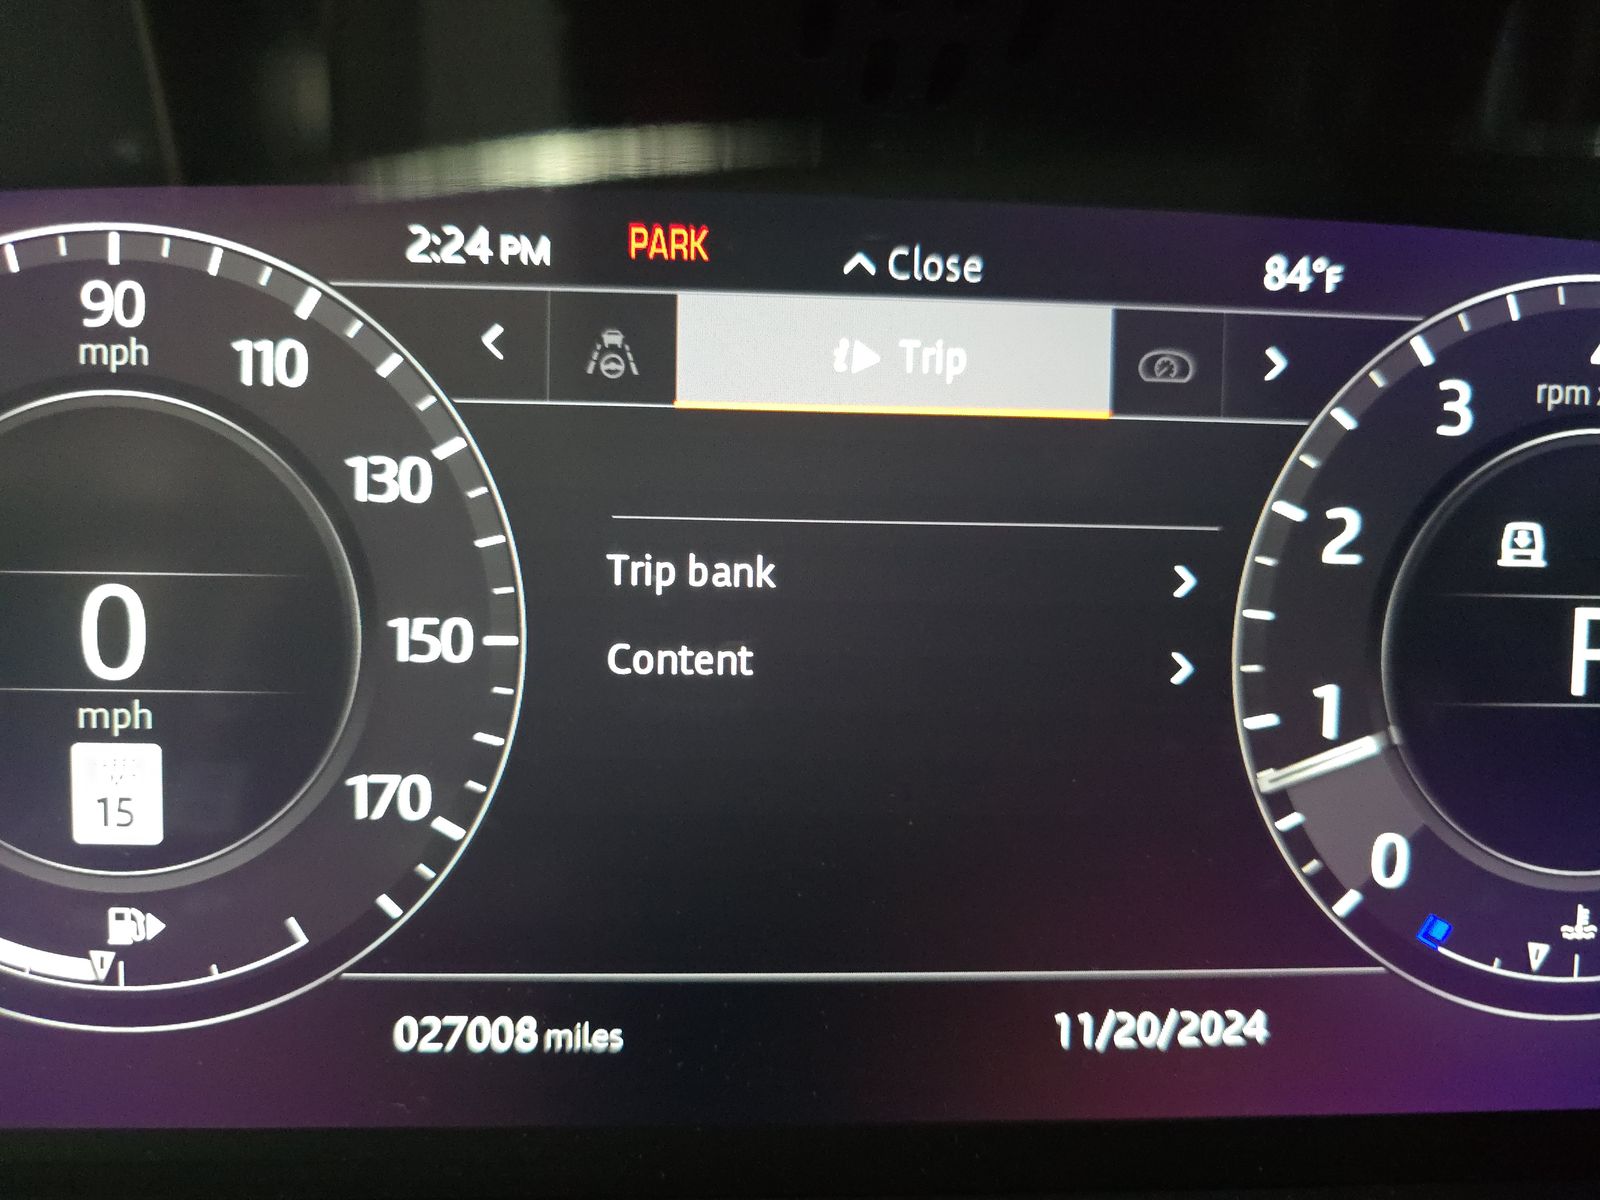 2:24 PM
PARK
Close
84°F
Trip
90
mph
110
130
150
170
0
mph
15
Trip bank
Content
3
rpm
2
1
0
027008 miles
11/20/2024